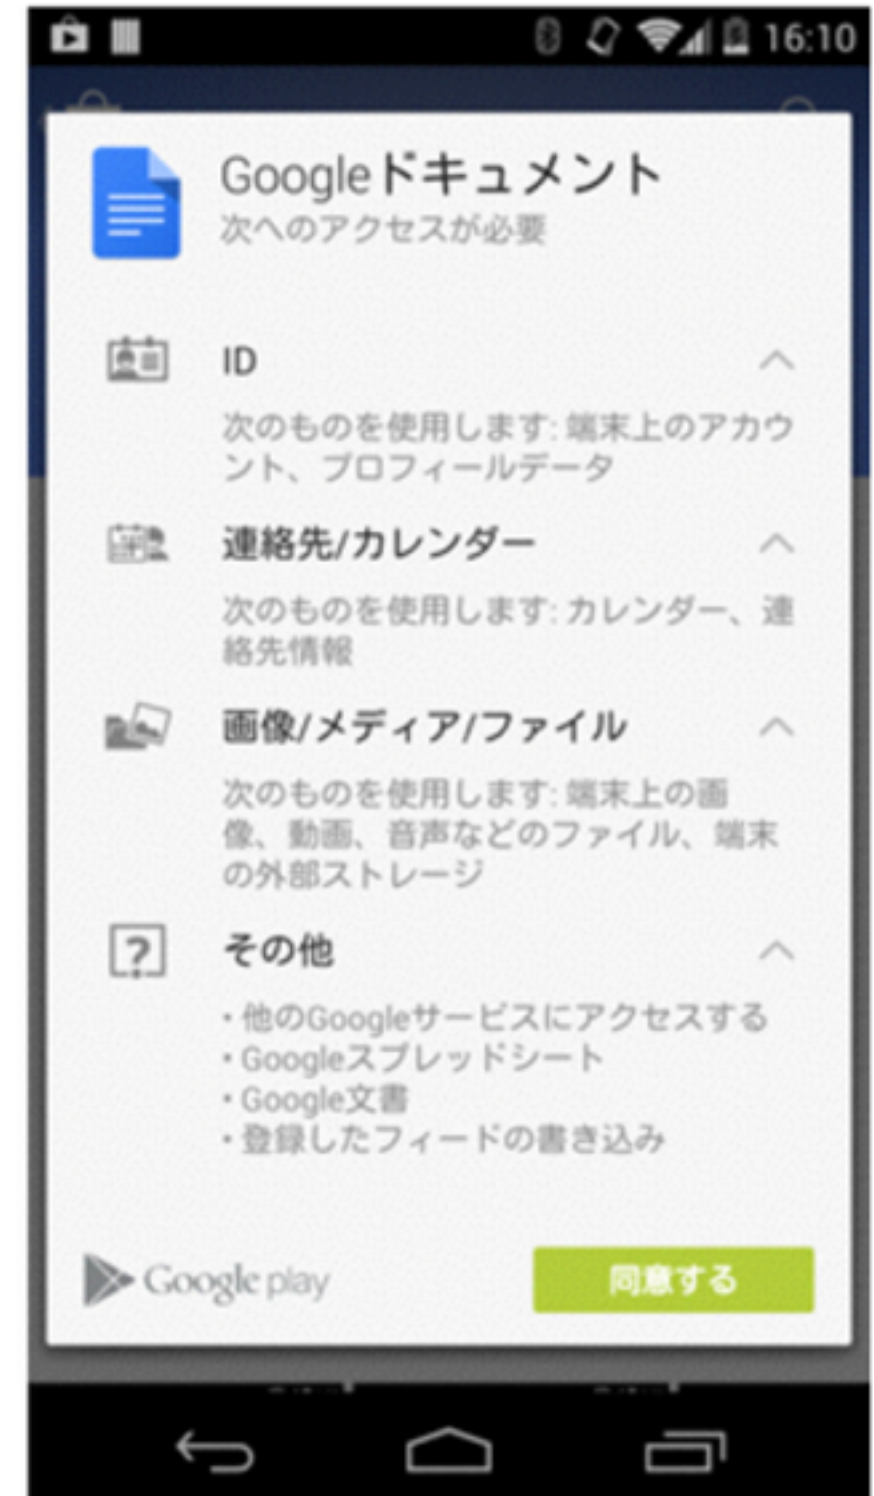 16:10
Googleドキュメント
次へのアクセスが必要
ID
次のものを使用します: 端末上のアカウ
ント、プロフィールデータ
連絡先/カレンダー
次のものを使用します: カレンダー、連
絡先情報
画像/メディア/ファイル
次のものを使用します: 端末上の画
像、動画、音声などのファイル、端末
の外部ストレージ
その他
・他のGoogleサービスにアクセスする
・Googleスプレッドシート
・Google文書
・登録したフィードの書き込み
Google play
同意する